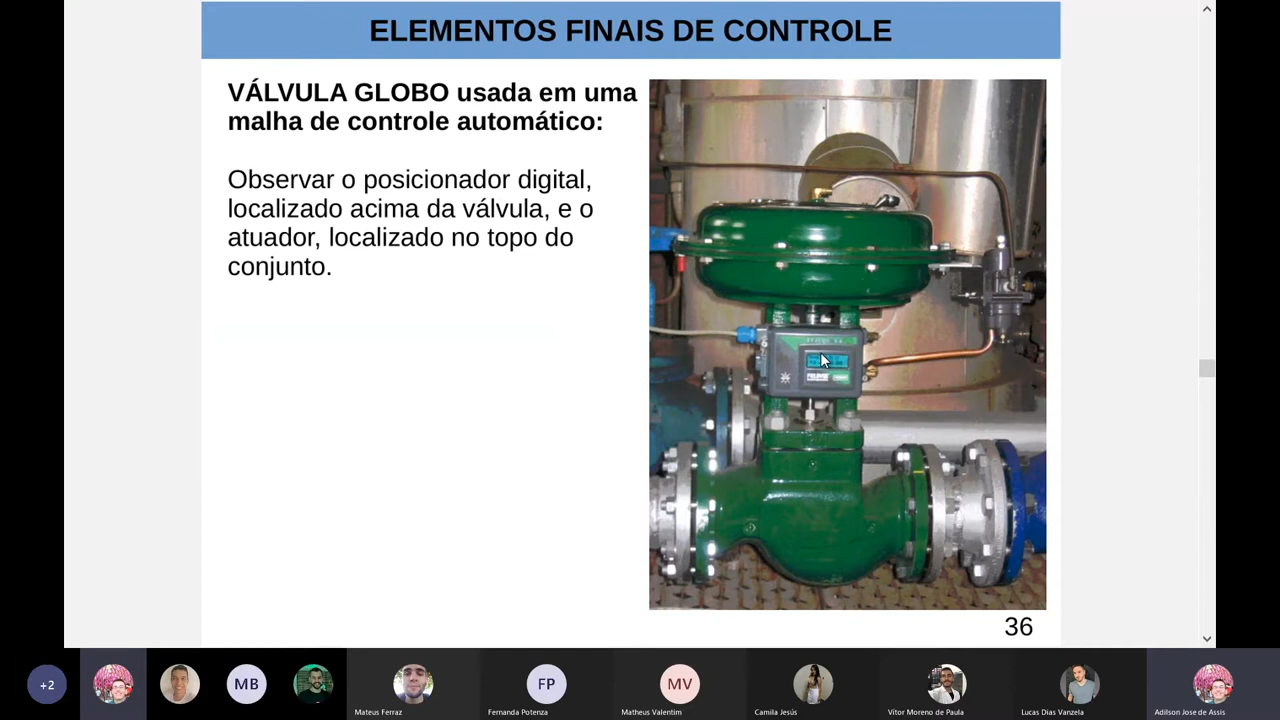 ELEMENTOS FINAIS DE CONTROLE
VÁLVULA GLOBO usada em uma
malha de controle automático:
Observar o posicionador digital,
localizado acima da válvula, e o
atuador, localizado no topo do
conjunto.
36
+2
MB
FP
MV
Mateus Ferraz
Fernanda Potenza
Matheus Valentim
Camila Jesús
Vítor Moreno de Paula
Lucas Dias Vanzela
Adilson Jose de Assis